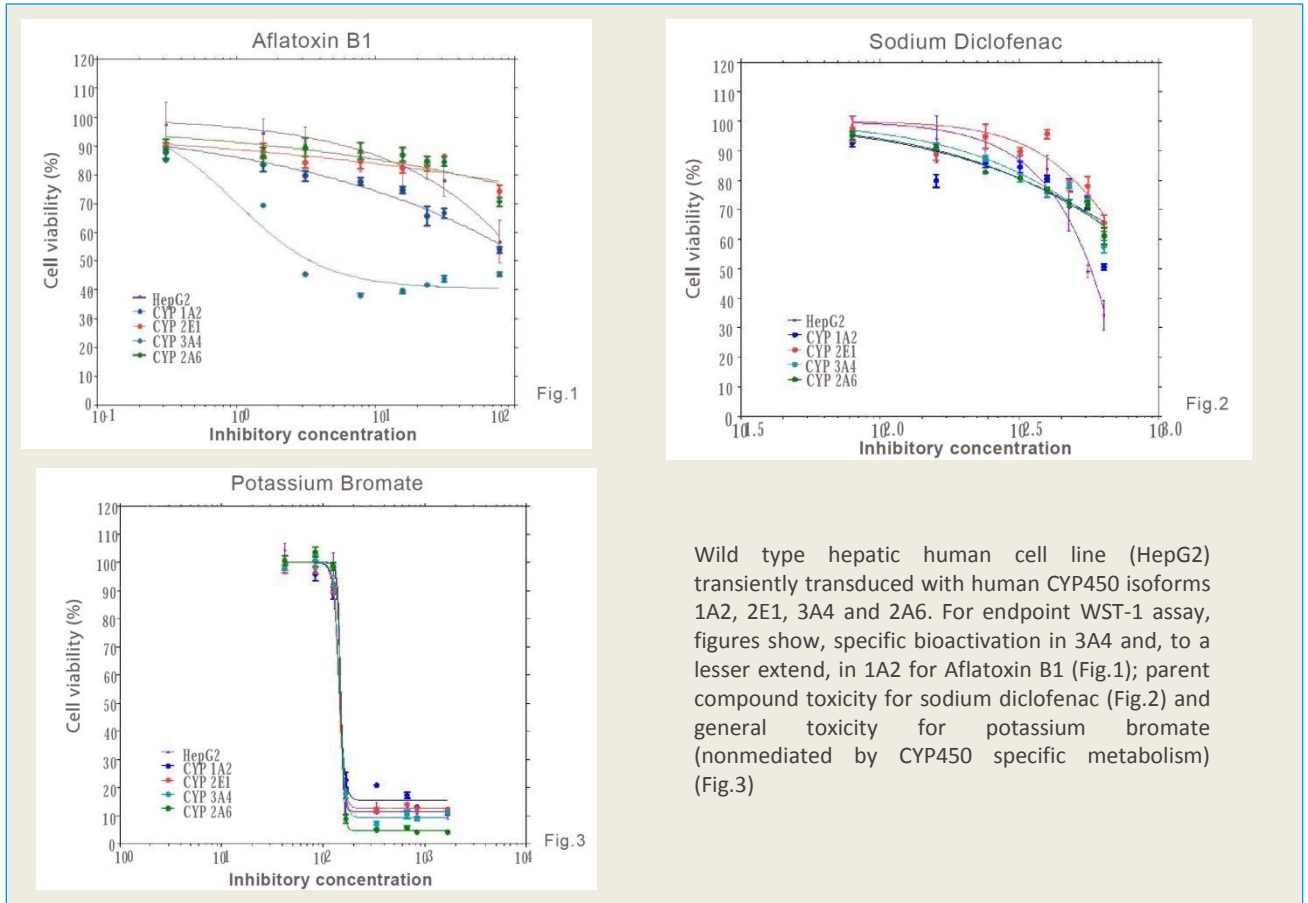 Aflatoxin B1
120
110
100
90
80
70
60
50
40
30
20
10
0
Cell viability (%)
HepG2
CYP 1A2
CYP 2E1
CYP 3A4
CYP 2A6
10-1
100
101
102
Inhibitory concentration
Fig.1
Sodium Diclofenac
120
110
100
90
80
70
60
50
40
30
20
10
0
Cell viability (%)
HepG2
CYP 1A2
CYP 2E1
CYP 3A4
CYP 2A6
101.5
102.0
102.5
103.0
Inhibitory concentration
Fig.2
Potassium Bromate
120
110
100
90
80
70
60
50
40
30
20
10
0
Cell viability (%)
HepG2
CYP 1A2
CYP 2E1
CYP 3A4
CYP 2A6
100
101
102
103
104
Inhibitory concentration
Fig.3
Wild type hepatic human cell line (HepG2)
transiently transduced with human CYP450 isoforms
1A2, 2E1, 3A4 and 2A6. For endpoint WST-1 assay,
figures show, specific bioactivation in 3A4 and, to a
lesser extend, in 1A2 for Aflatoxin B1 (Fig.1); parent
compound toxicity for sodium diclofenac (Fig.2) and
general toxicity for potassium bromate
(nonmediated by CYP450 specific metabolism)
(Fig.3)